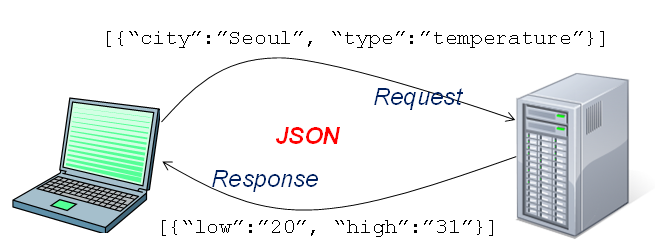 [{“city”:”Seoul”, “type”:”temperature”}]
Request
JSON
Response
[{“low”:”20”, “high”:”31”}]